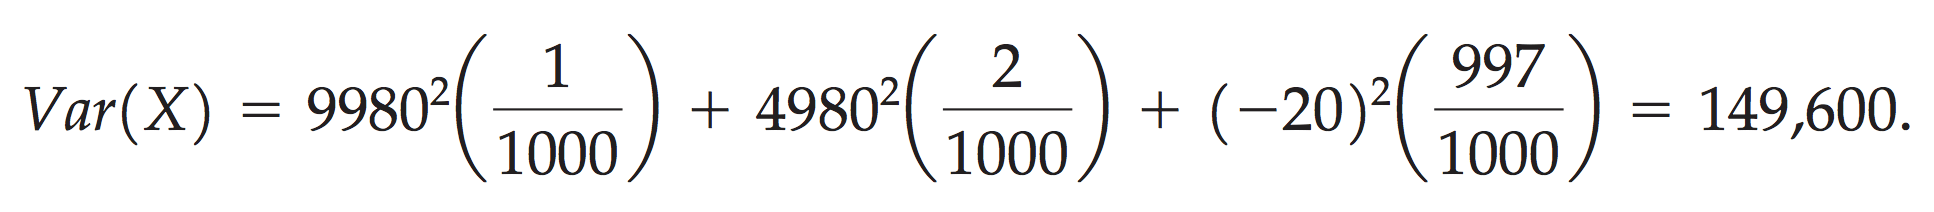 Var(X) = 9980²(1/1000) + 4980²(2/1000) + (−20)²(997/1000) = 149,600.